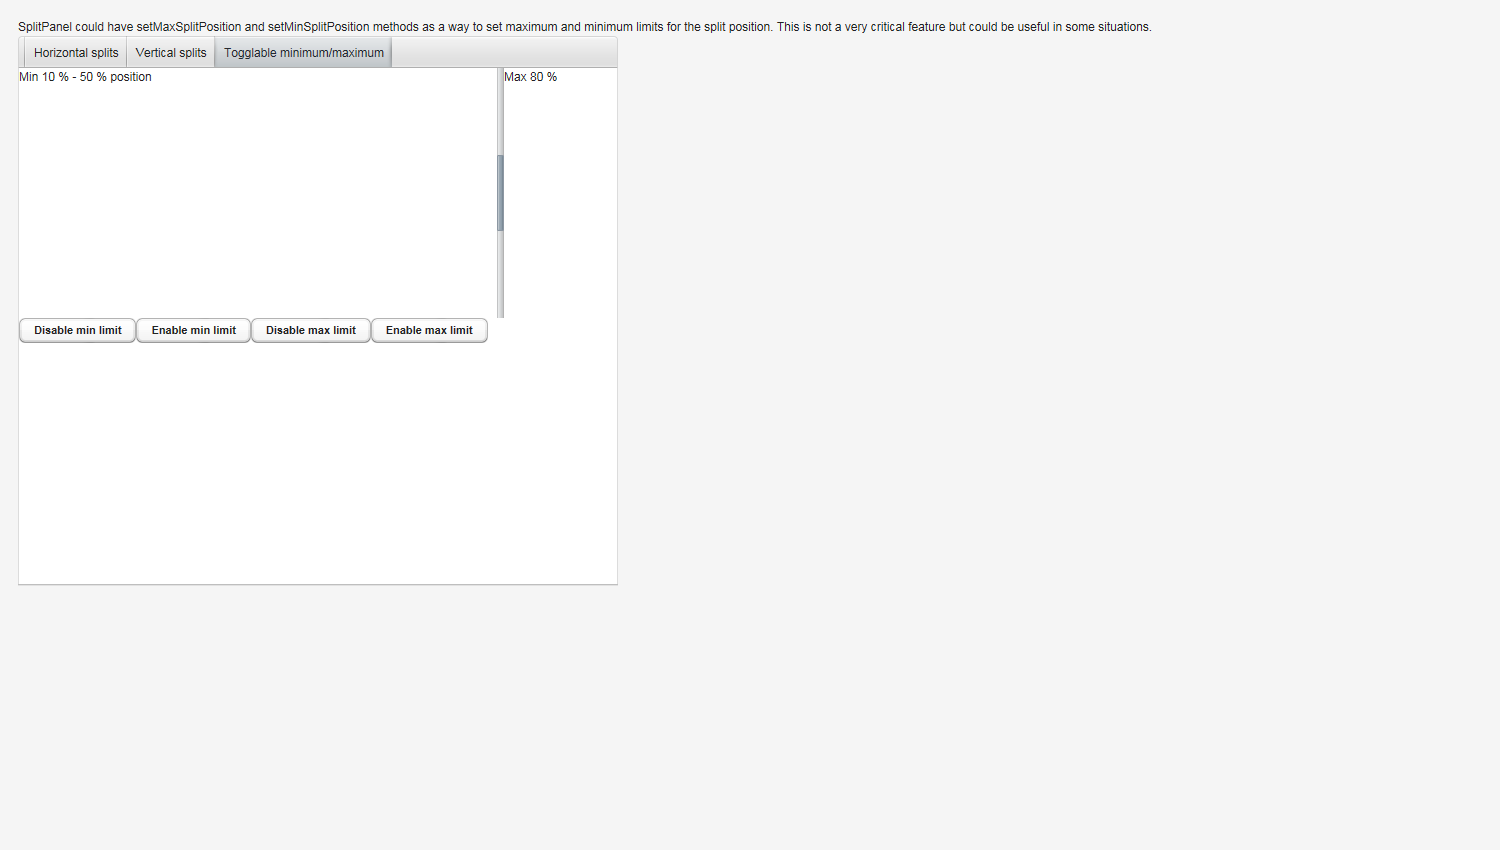 SplitPanel could have setMaxSplitPosition and setMinSplitPosition methods as a way to set maximum and minimum limits for the split position. This is not a very critical feature but could be useful in some situations.
Horizontal splits Vertical splits Togglable minimum/maximum
Min 10 % - 50 % position Max 80 %
Disable min limit Enable min limit Disable max limit Enable max limit